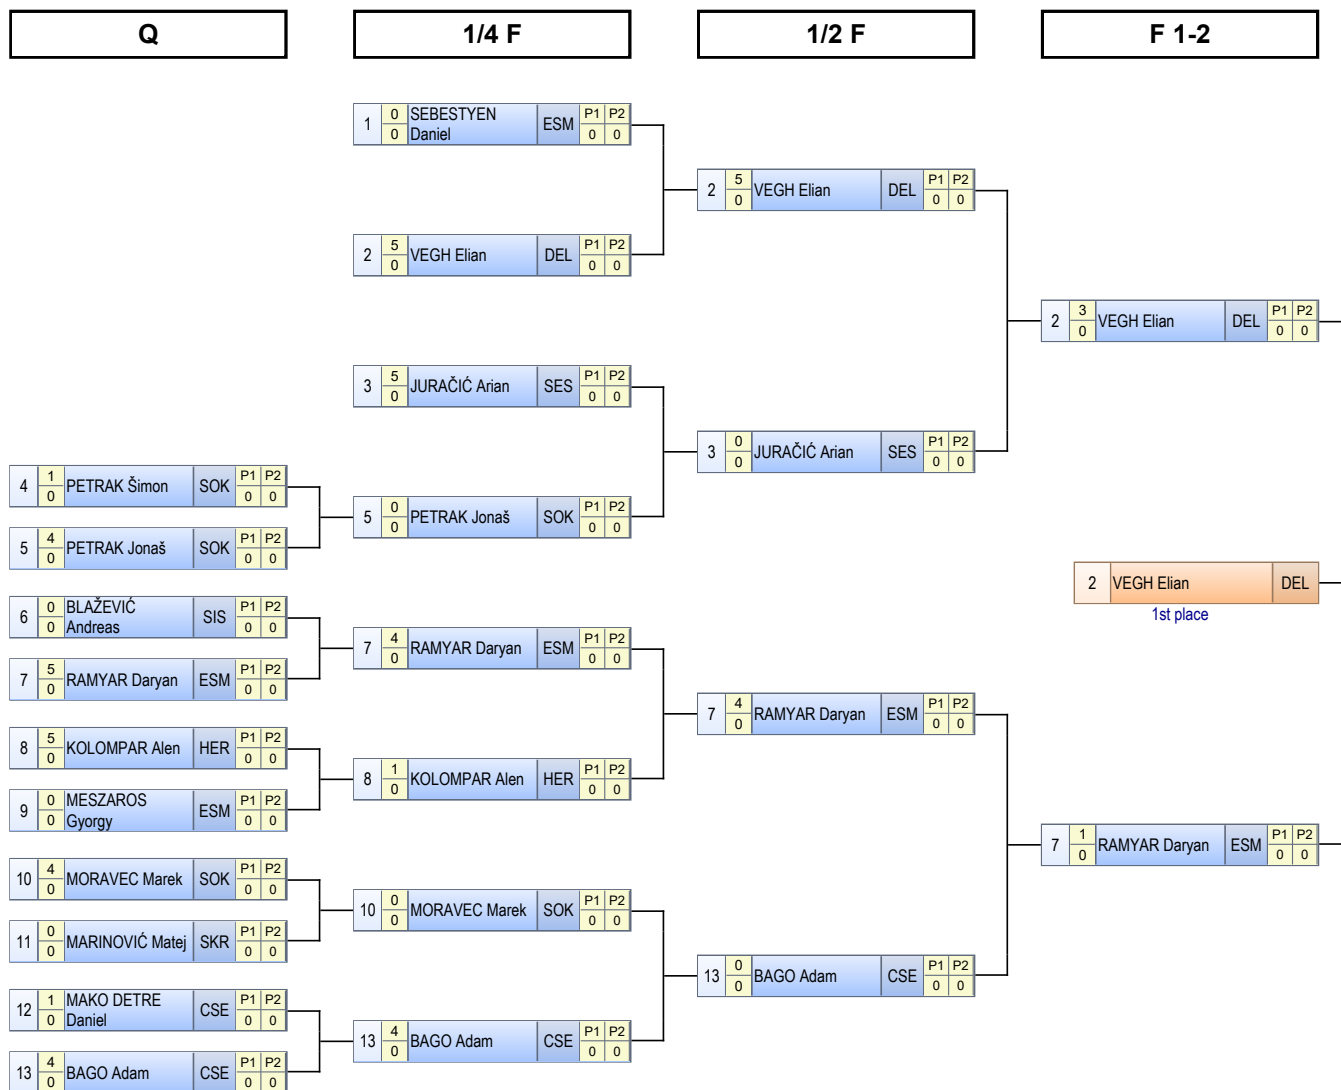 Q
1/4 F
1/2 F
F 1-2
1 0 0 SEBESTYEN Daniel ESM P1 P2 0 0
2 5 0 VEGH Elian DEL P1 P2 0 0
2 5 0 VEGH Elian DEL P1 P2 0 0
2 3 0 VEGH Elian DEL P1 P2 0 0
3 5 0 JURAČIĆ Arian SES P1 P2 0 0
3 0 0 JURAČIĆ Arian SES P1 P2 0 0
4 1 0 PETRAK Šimon SOK P1 P2 0 0
5 0 0 PETRAK Jonaš SOK P1 P2 0 0
5 4 0 PETRAK Jonaš SOK P1 P2 0 0
2 VEGH Elian DEL
1st place
6 0 0 BLAŽEVIĆ Andreas SIS P1 P2 0 0
7 4 0 RAMYAR Daryan ESM P1 P2 0 0
7 5 0 RAMYAR Daryan ESM P1 P2 0 0
7 4 0 RAMYAR Daryan ESM P1 P2 0 0
8 5 0 KOLOMPAR Alen HER P1 P2 0 0
8 1 0 KOLOMPAR Alen HER P1 P2 0 0
9 0 0 MESZAROS Gyorgy ESM P1 P2 0 0
7 1 0 RAMYAR Daryan ESM P1 P2 0 0
10 4 0 MORAVEC Marek SOK P1 P2 0 0
10 0 0 MORAVEC Marek SOK P1 P2 0 0
11 0 0 MARINOVIĆ Matej SKR P1 P2 0 0
13 0 0 BAGO Adam CSE P1 P2 0 0
12 1 0 MAKO DETRE Daniel CSE P1 P2 0 0
13 4 0 BAGO Adam CSE P1 P2 0 0
13 4 0 BAGO Adam CSE P1 P2 0 0